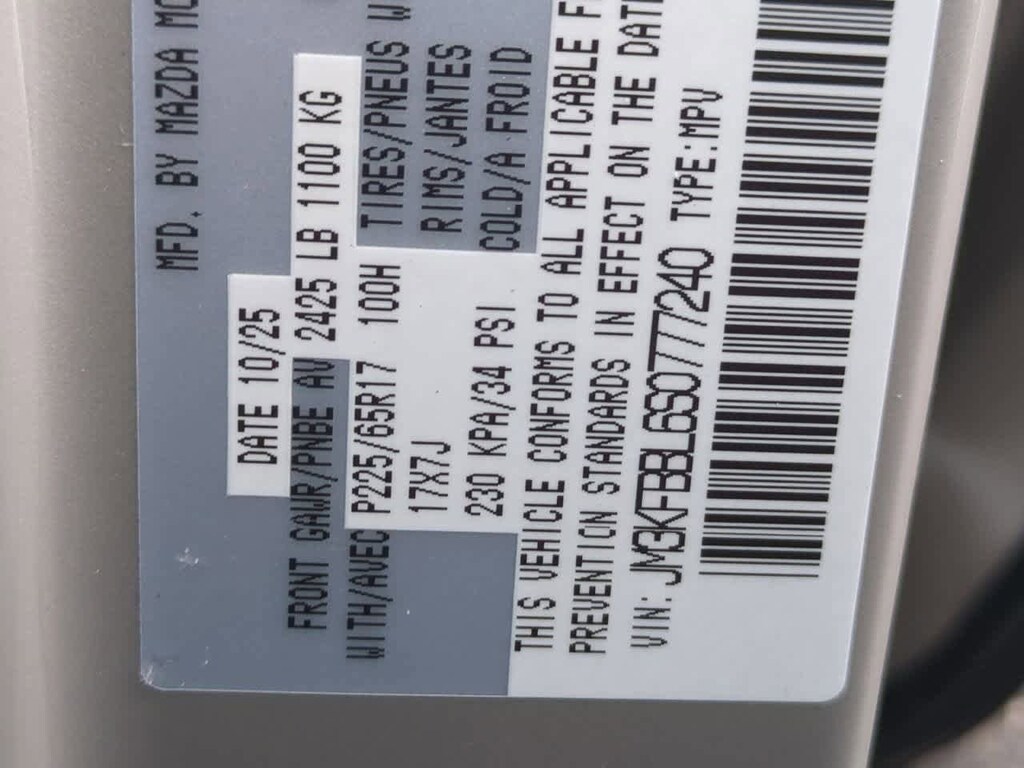 MFD. BY MAZDA
DATE 10/25
FRONT GAWR/PNBE AV 2425 LB 1100 KG
WITH/AVEC P225/65R17 100H TIRES/PNEUS
17X7J RIMS/JANTES
230 KPA/34 PSI COLD/A FROID
THIS VEHICLE CONFORMS TO ALL APPLICABLE
PREVENTION STANDARDS IN EFFECT ON THE
VIN: JM3KFBBL6S0777240 TYPE:MPV